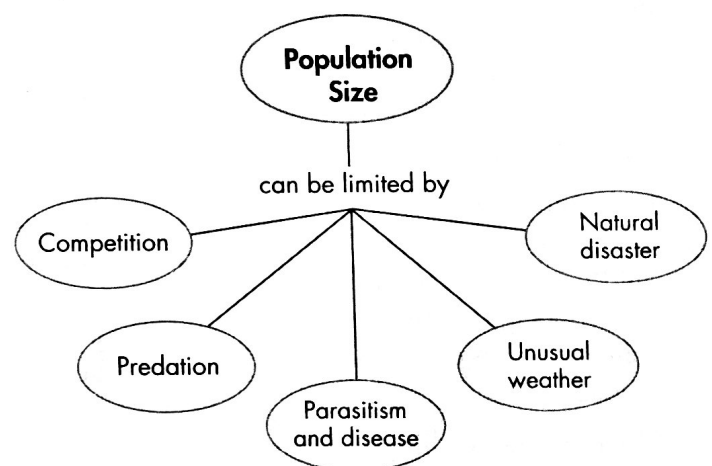 Population
Size
can be limited by
Competition
Natural
disaster
Predation
Unusual
weather
Parasitism
and disease